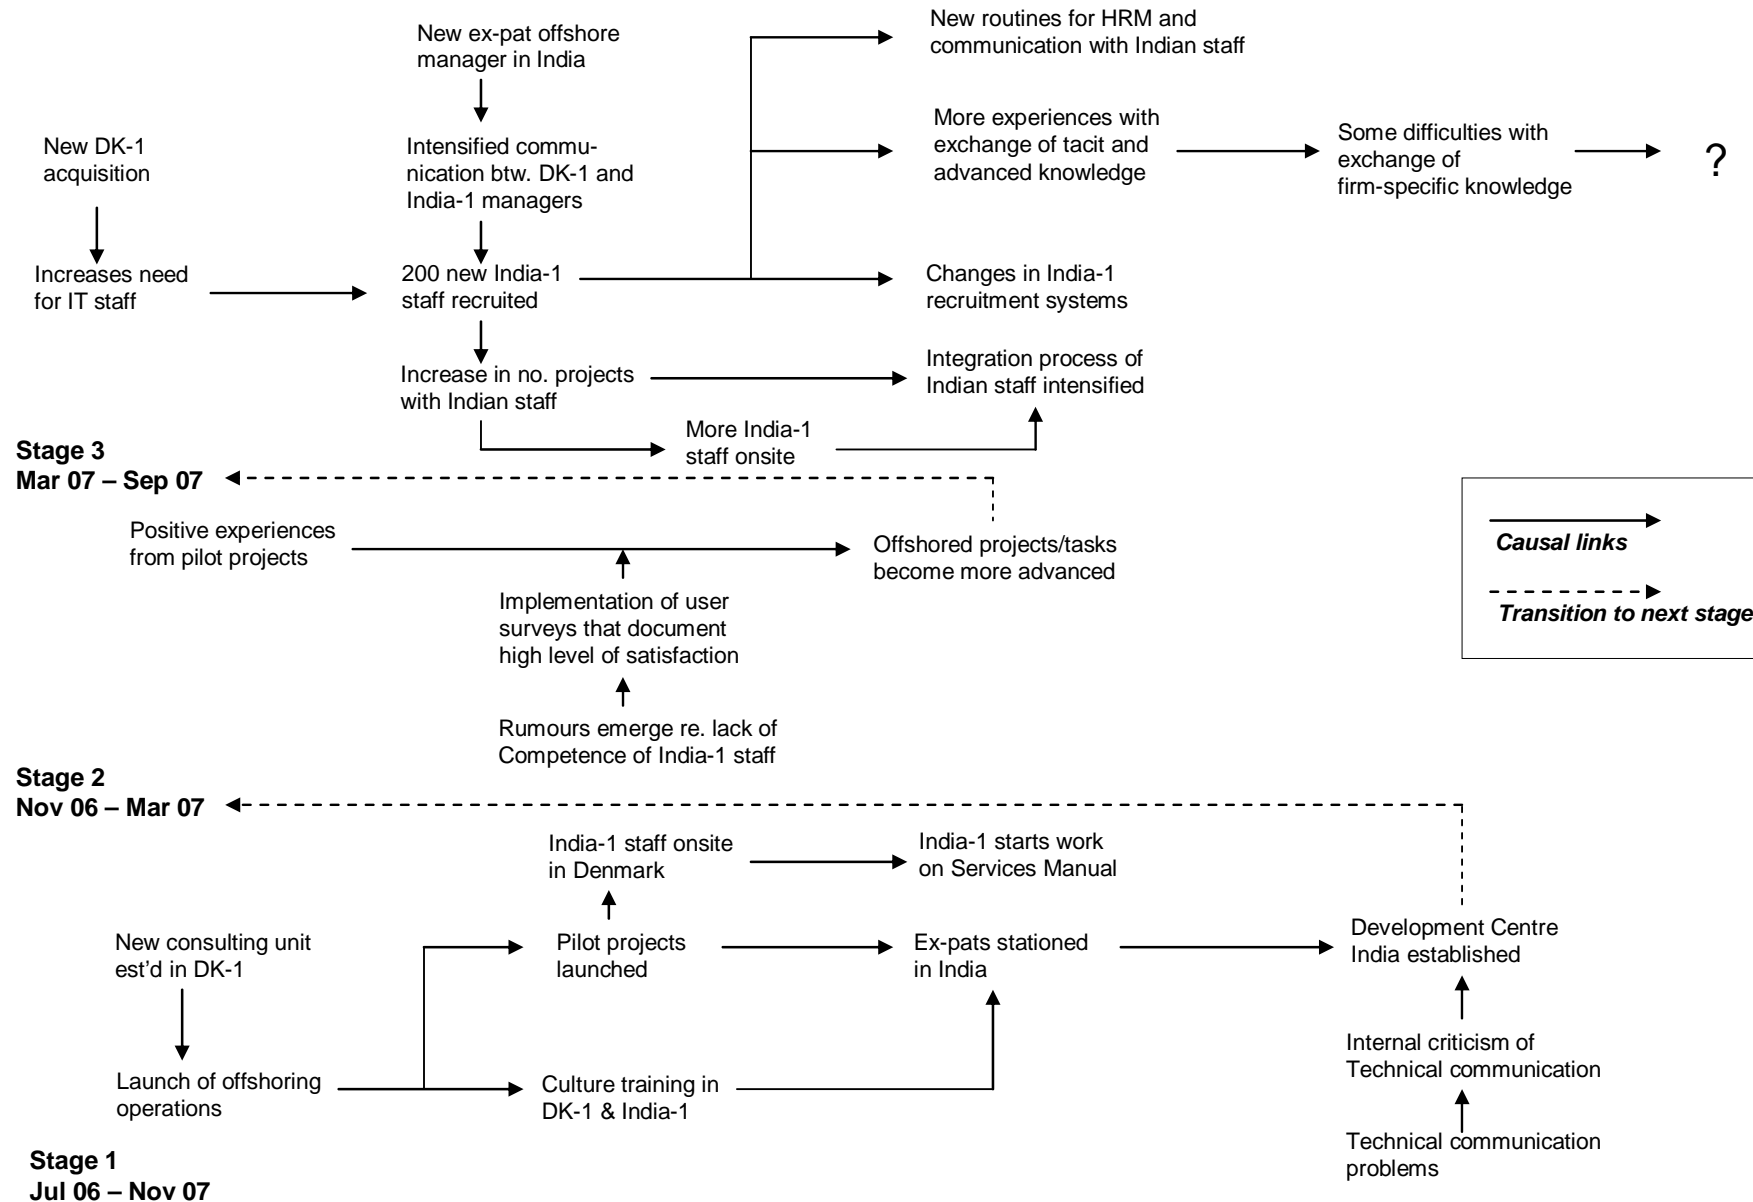 New ex-pat offshore
manager in India
New routines for HRM and
communication with Indian staff
New DK-1
acquisition
Intensified commu-
nication btw. DK-1 and
India-1 managers
More experiences with
exchange of tacit and
advanced knowledge
Some difficulties with
exchange of
firm-specific knowledge
?
Increases need
for IT staff
200 new India-1
staff recruited
Changes in India-1
recruitment systems
Increase in no. projects
with Indian staff
Integration process of
Indian staff intensified
More India-1
staff onsite
Stage 3
Mar 07 – Sep 07
Positive experiences
from pilot projects
Offshored projects/tasks
become more advanced
Causal links
Transition to next stage
Implementation of user
surveys that document
high level of satisfaction
Rumours emerge re. lack of
Competence of India-1 staff
Stage 2
Nov 06 – Mar 07
India-1 staff onsite
in Denmark
India-1 starts work
on Services Manual
New consulting unit
est'd in DK-1
Pilot projects
launched
Ex-pats stationed
in India
Development Centre
India established
Launch of offshoring
operations
Culture training in
DK-1 & India-1
Internal criticism of
Technical communication
Technical communication
problems
Stage 1
Jul 06 – Nov 07